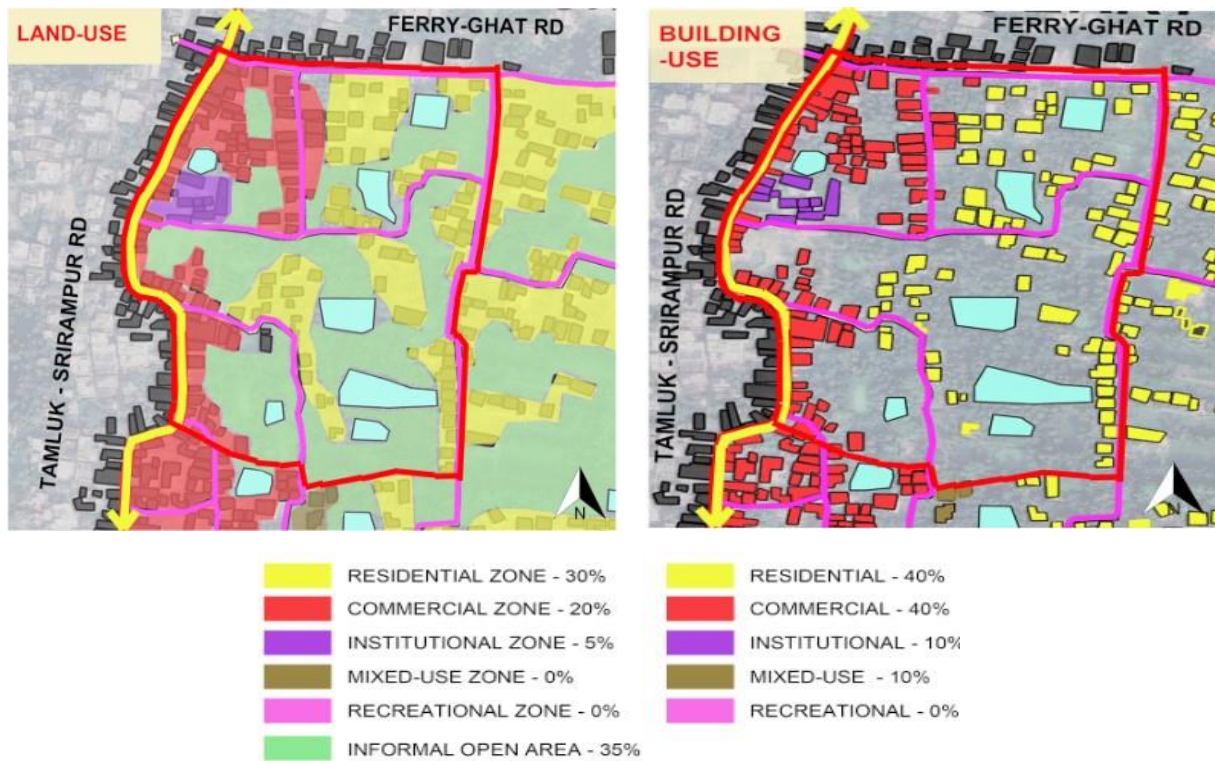 LAND-USE
FERRY-GHAT RD
TAMLUK - SRIRAMPUR RD
N
BUILDING
-USE
FERRY-GHAT RD
TAMLUK - SRIRAMPUR RD
N
RESIDENTIAL ZONE - 30%
COMMERCIAL ZONE - 20%
INSTITUTIONAL ZONE - 5%
MIXED-USE ZONE - 0%
RECREATIONAL ZONE - 0%
INFORMAL OPEN AREA - 35%
RESIDENTIAL - 40%
COMMERCIAL - 40%
INSTITUTIONAL - 10%
MIXED-USE - 10%
RECREATIONAL - 0%